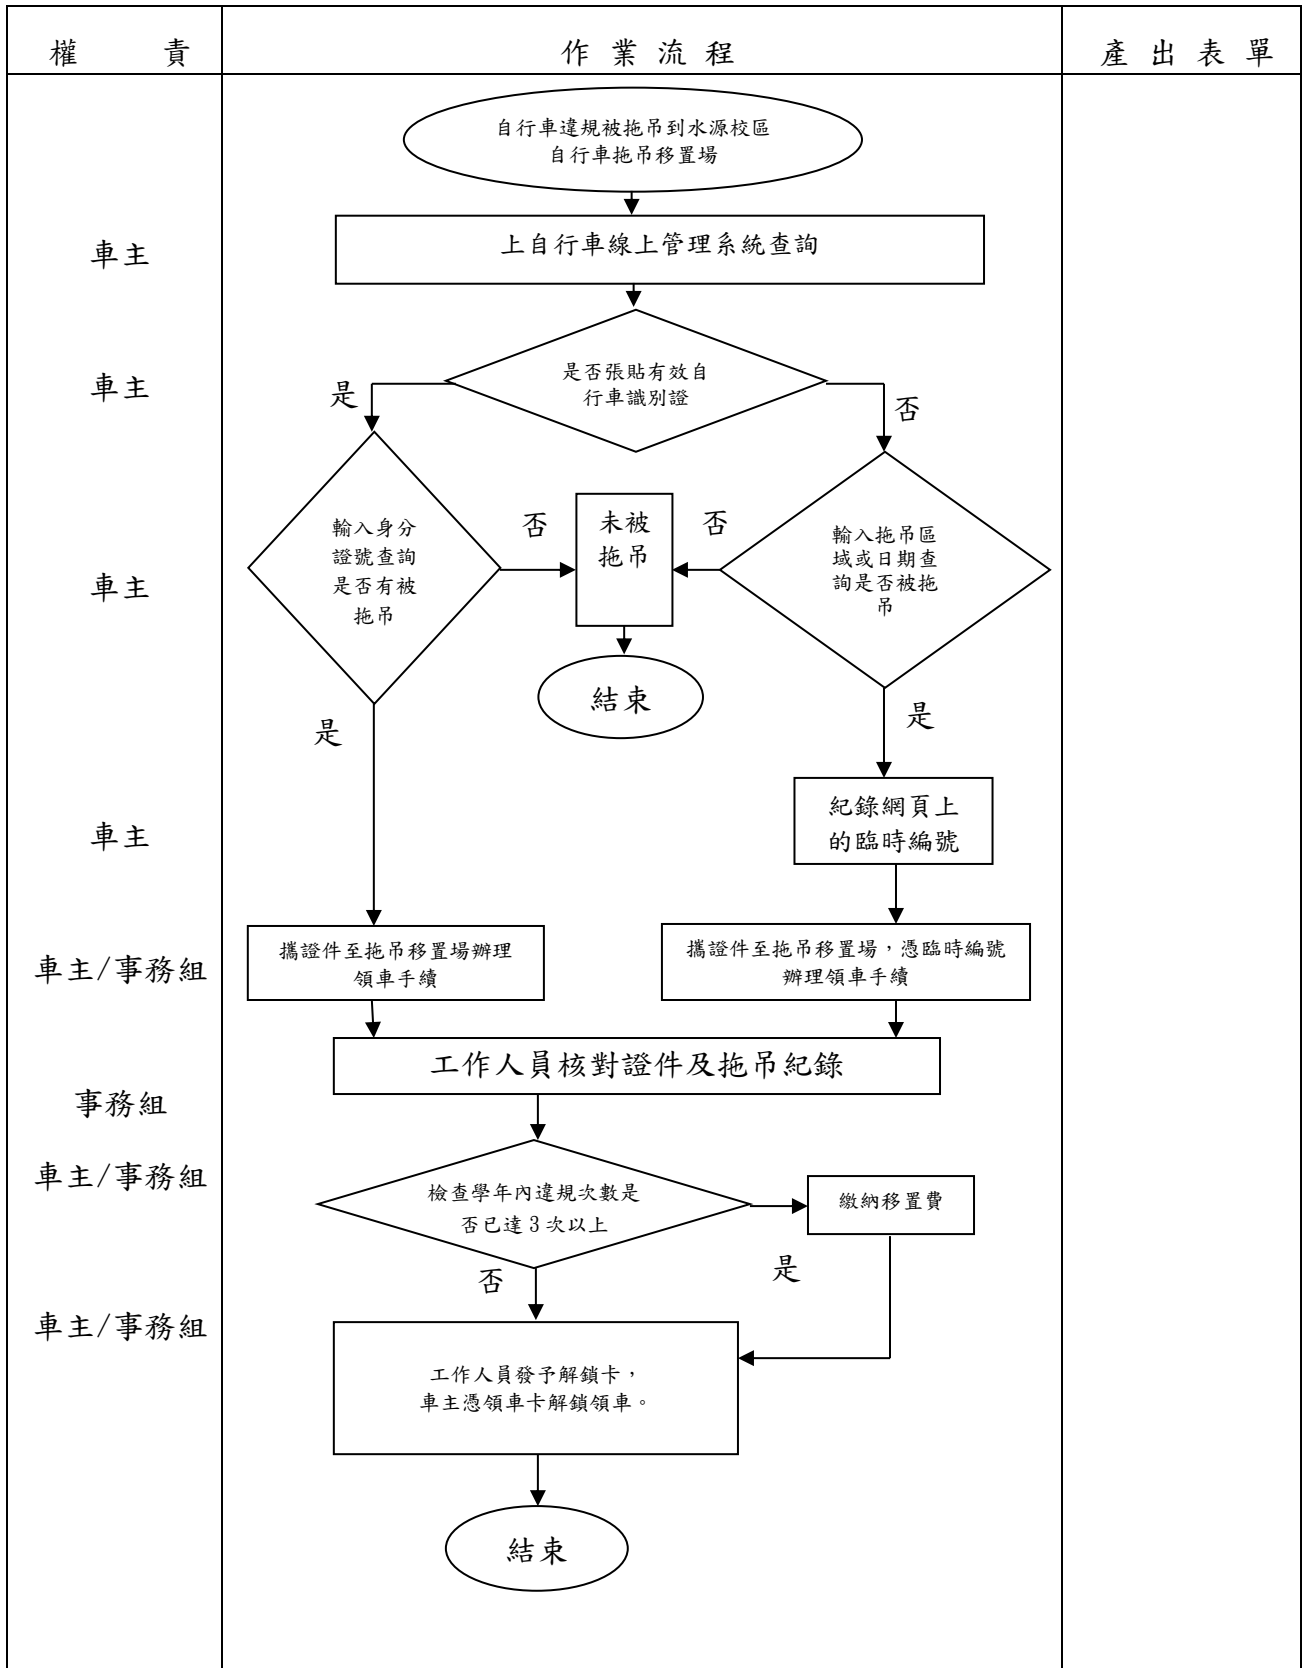 權 責
作業流程
產出表單
自行車違規被拖吊到水源校區
自行車拖吊移置場
車主
上自行車線上管理系統查詢
車主
是否張貼有效自
行車識別證
是
否
車主
輸入身分
證號查詢
是否有被
拖吊
否
未被
拖吊
否
輸入拖吊區
域或日期查
詢是否被拖
吊
結束
是
是
車主
紀錄網頁上
的臨時編號
車主/事務組
攜證件至拖吊移置場辦理
領車手續
攜證件至拖吊移置場，憑臨時編號
辦理領車手續
工作人員核對證件及拖吊紀錄
事務組
車主/事務組
檢查學年內違規次數是
否已達3次以上
繳納移置費
否
是
車主/事務組
工作人員發予解鎖卡，
車主憑領車卡解鎖領車。
結束